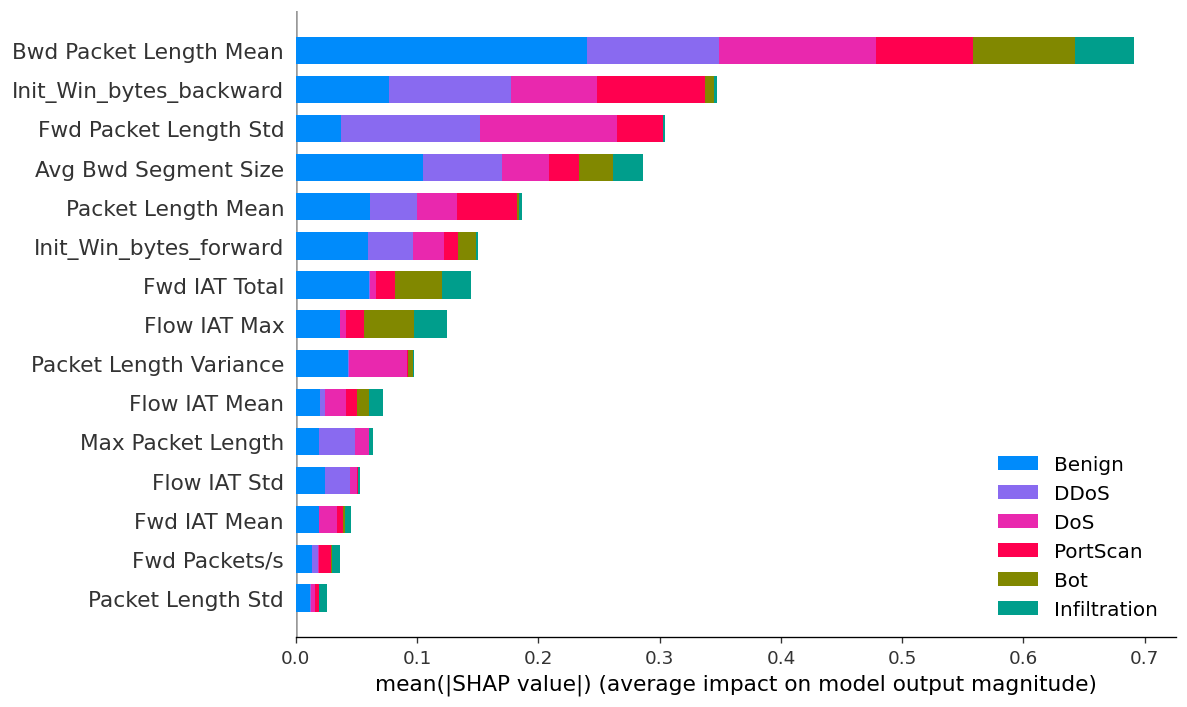 Bwd Packet Length Mean
Init_Win_bytes_backward
Fwd Packet Length Std
Avg Bwd Segment Size
Packet Length Mean
Init_Win_bytes_forward
Fwd IAT Total
Flow IAT Max
Packet Length Variance
Flow IAT Mean
Max Packet Length
Flow IAT Std
Fwd IAT Mean
Fwd Packets/s
Packet Length Std
Benign
DDoS
DoS
PortScan
Bot
Infiltration
0.0 0.1 0.2 0.3 0.4 0.5 0.6 0.7
mean(|SHAP value|) (average impact on model output magnitude)